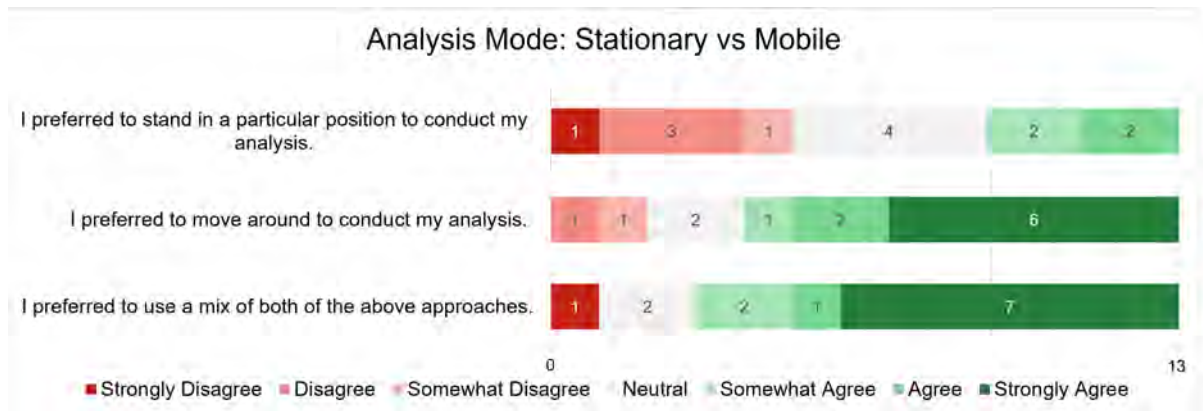 Analysis Mode: Stationary vs Mobile
I preferred to stand in a particular position to conduct my
analysis.
1 3 1 4 2 2
I preferred to move around to conduct my analysis.
1 1 2 1 2 6
I preferred to use a mix of both of the above approaches.
1 2 2 1 7
0 13
Strongly Disagree Disagree Somewhat Disagree Neutral Somewhat Agree Agree Strongly Agree